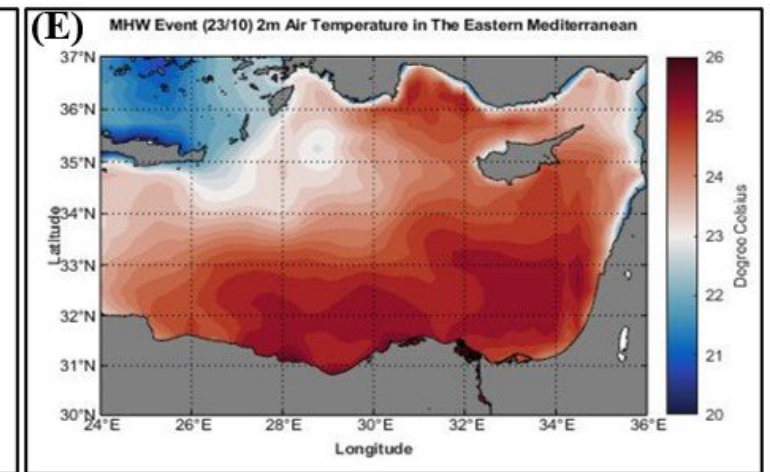 (E)
MHW Event (23/10) 2m Air Temperature in The Eastern Mediterranean
37°N
36°N
35°N
34°N
33°N
32°N
31°N
30°N
Latitude
24°E 26°E 28°E 30°E 32°E 34°E 36°E
Longitude
26
25
24
23
22
21
20
Degree Celsius